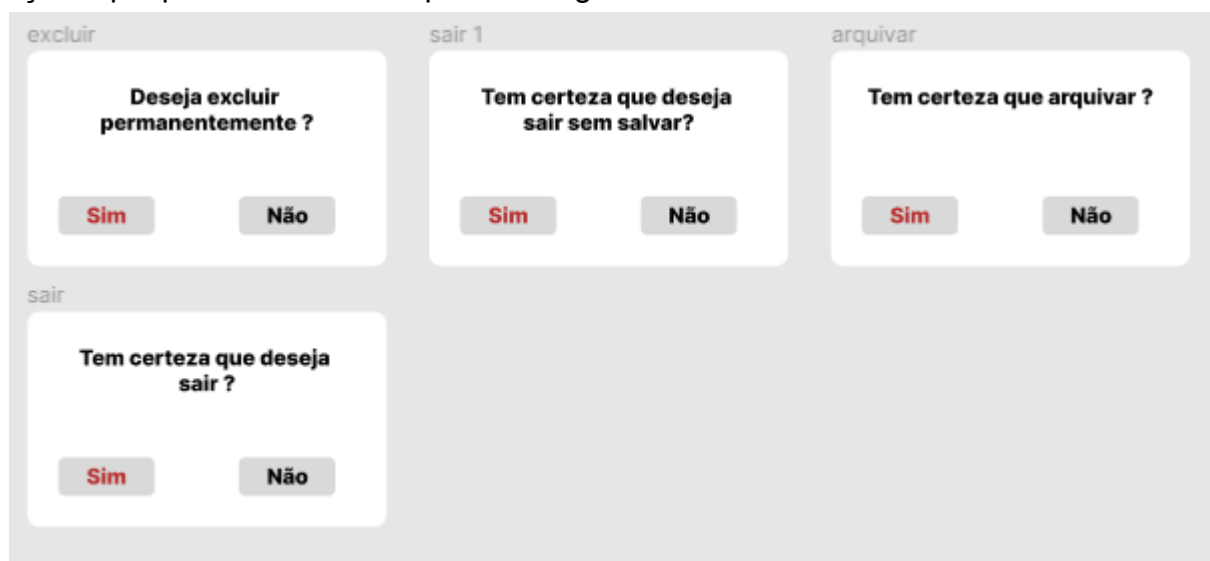 excluir
Deseja excluir
permanentemente ?
Sim
Não
sair 1
Tem certeza que deseja
sair sem salvar?
Sim
Não
arquivar
Tem certeza que arquivar ?
Sim
Não
sair
Tem certeza que deseja
sair ?
Sim
Não